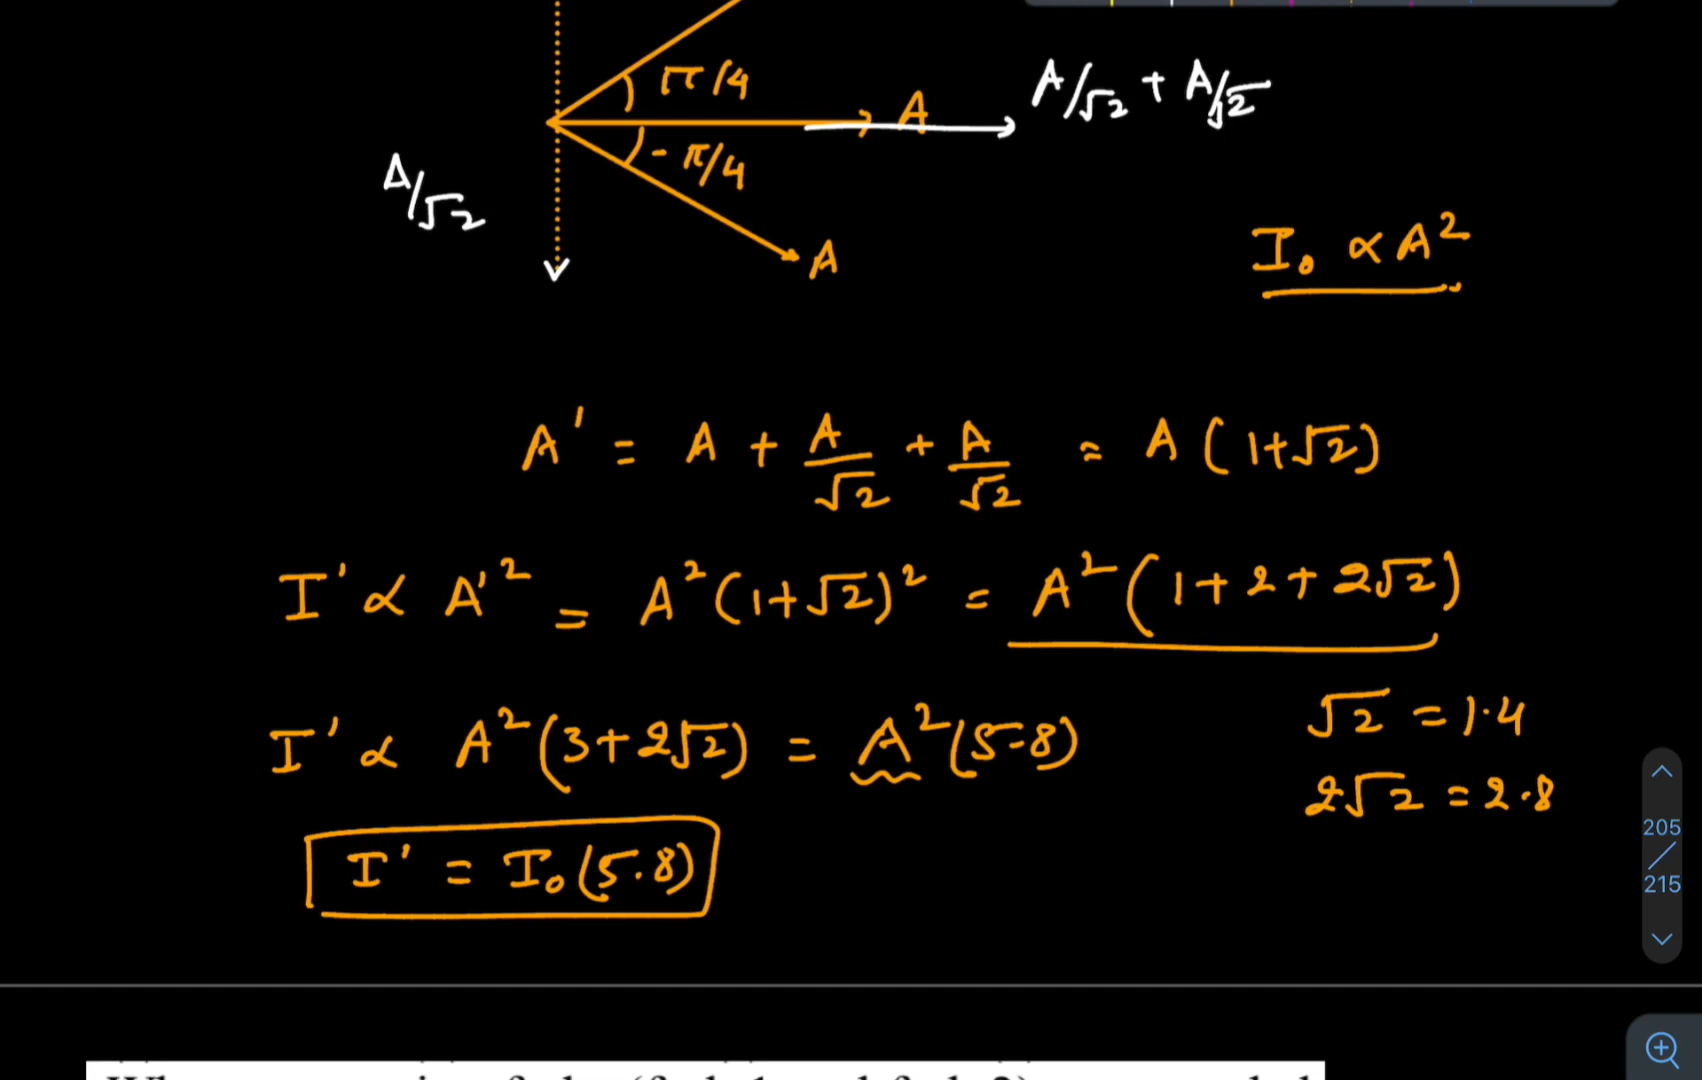 π/4
A
A/√2 + A/√2
-π/4
A/√2
A
I₀ ∝ A²
A' = A + A/√2 + A/√2 = A(1+√2)
I' ∝ A'² = A²(1+√2)² = A²(1+2+2√2)
I' ∝ A²(3+2√2) = A²(5.8)
√2 = 1.4
2√2 = 2.8
I' = I₀(5.8)
205
215